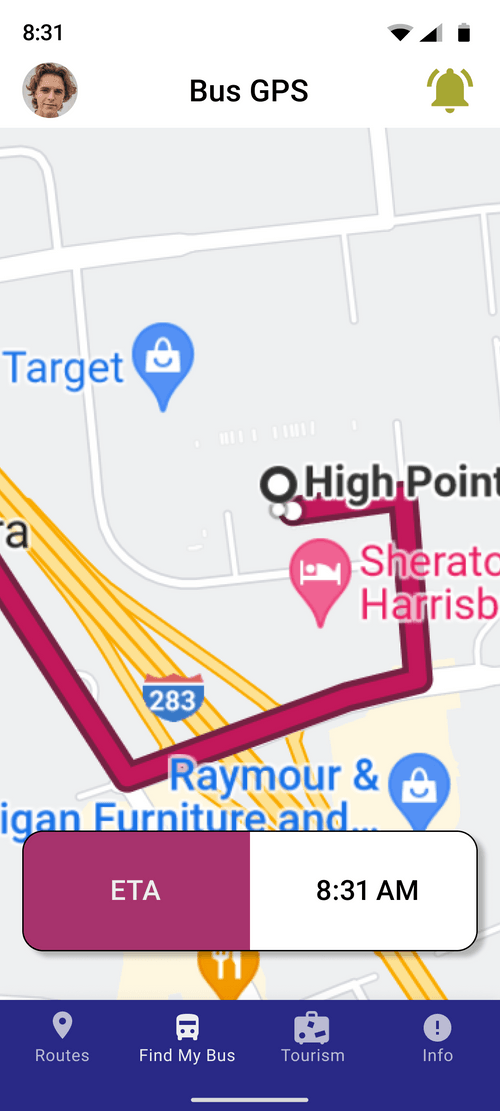 8:31
Bus GPS
Target
High Point
ra
Sherato
Harrisb
283
Raymour &
igan Furniture and...
ETA
8:31 AM
Routes
Find My Bus
Tourism
Info